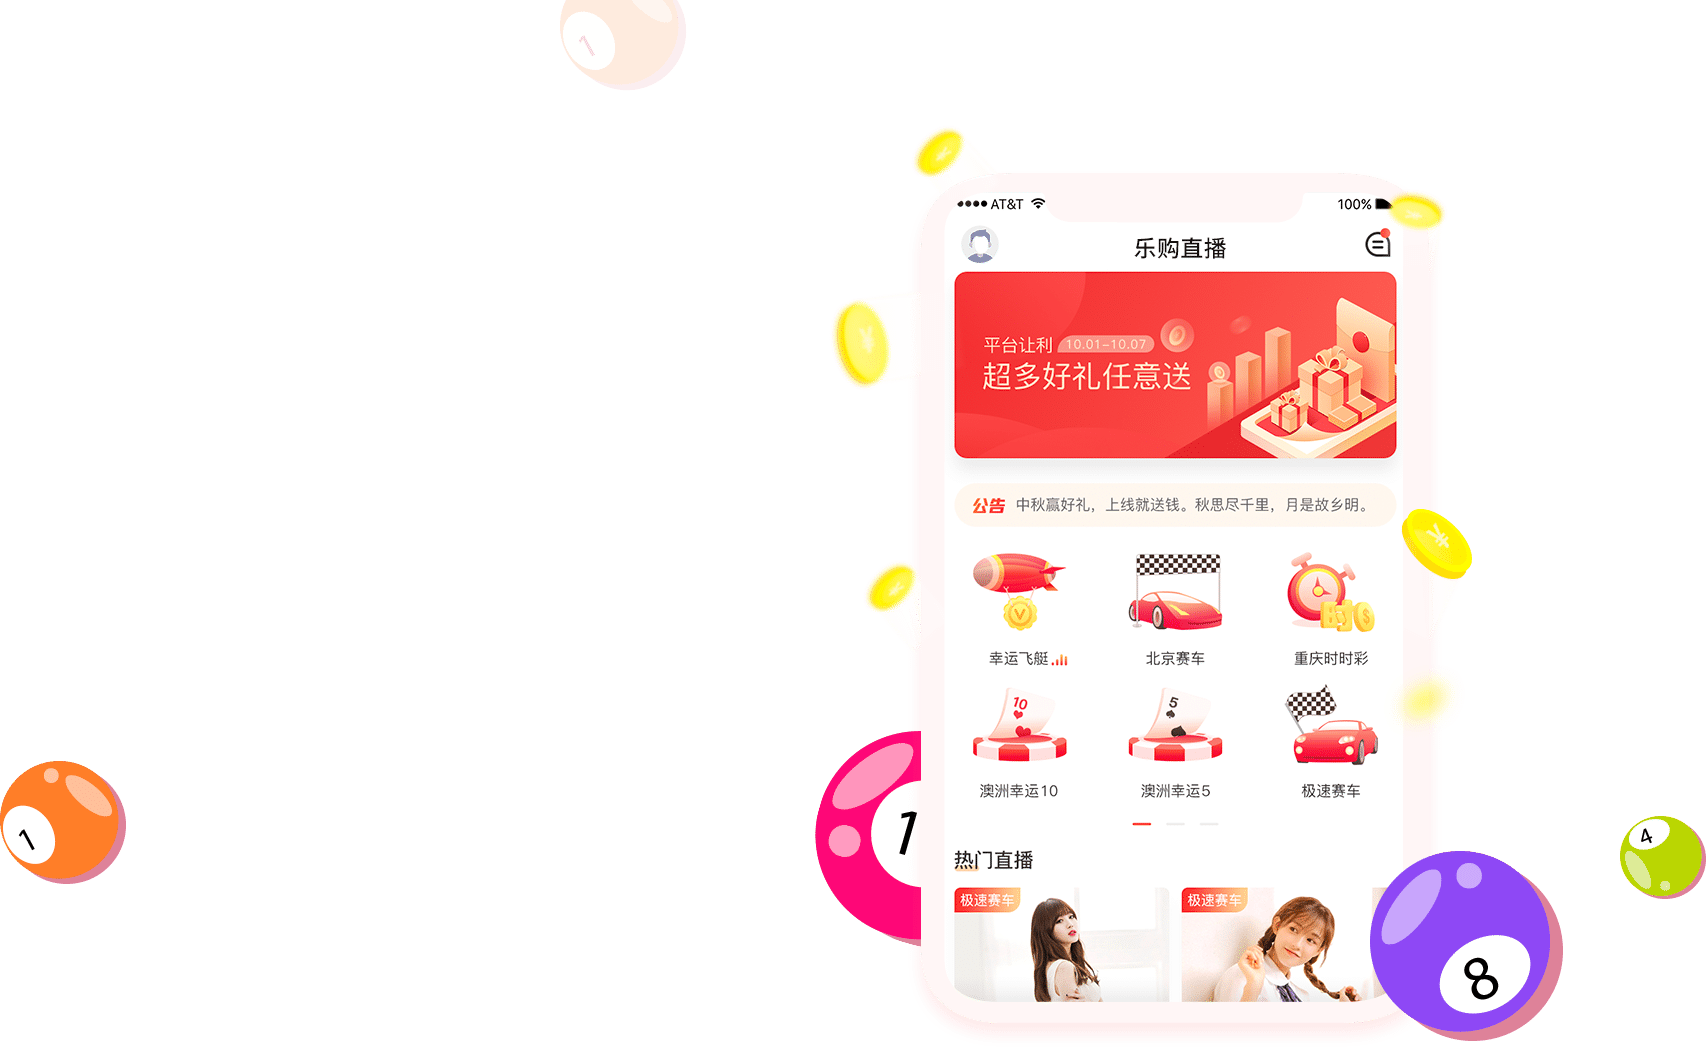 1
AT&T 100%
乐购直播
平台让利 10.01-10.07
超多好礼任意送
公告 中秋赢好礼，上线就送钱。秋思尽千里，月是故乡明。
时
幸运飞艇 北京赛车 重庆时时彩
10 5
澳洲幸运10 澳洲幸运5 极速赛车
1 1 4
热门直播
极速赛车 极速赛车
8